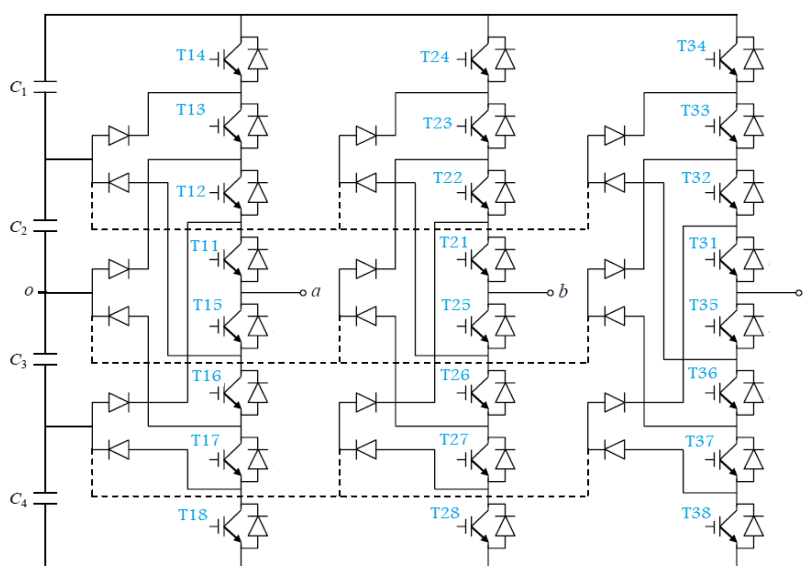 T14 T24 T34
C1
T13 T23 T33
T12 T22 T32
C2
T11 T21 T31
o a b
T15 T25 T35
C3
T16 T26 T36
T17 T27 T37
C4
T18 T28 T38